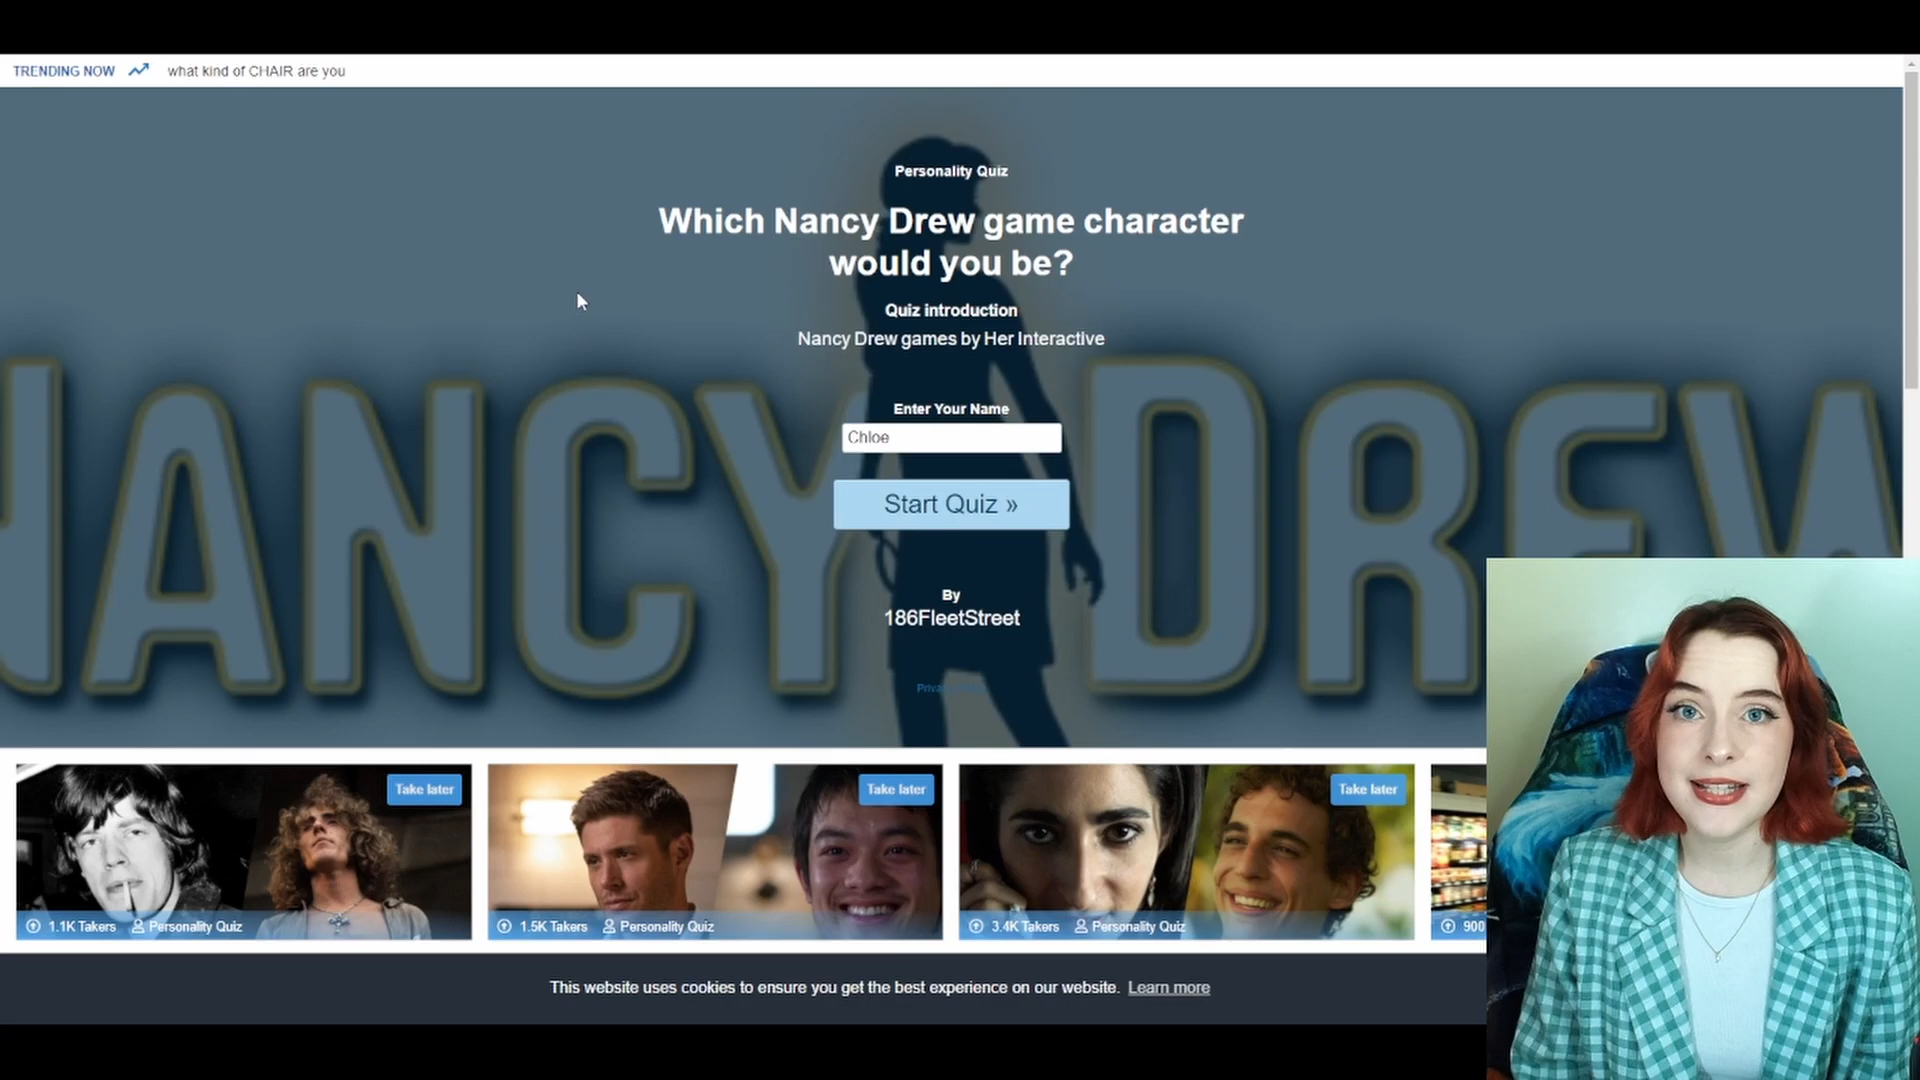 TRENDING NOW what kind of CHAIR are you
Personality Quiz
Which Nancy Drew game character
would you be?
Quiz introduction
Nancy Drew games by Her Interactive
NANCY DREW
Enter Your Name
Chloe
Start Quiz »
By
186FleetStreet
Take later
Take later
Take later
1.1K Takers Personality Quiz
1.5K Takers Personality Quiz
3.4K Takers Personality Quiz
900
This website uses cookies to ensure you get the best experience on our website. Learn more